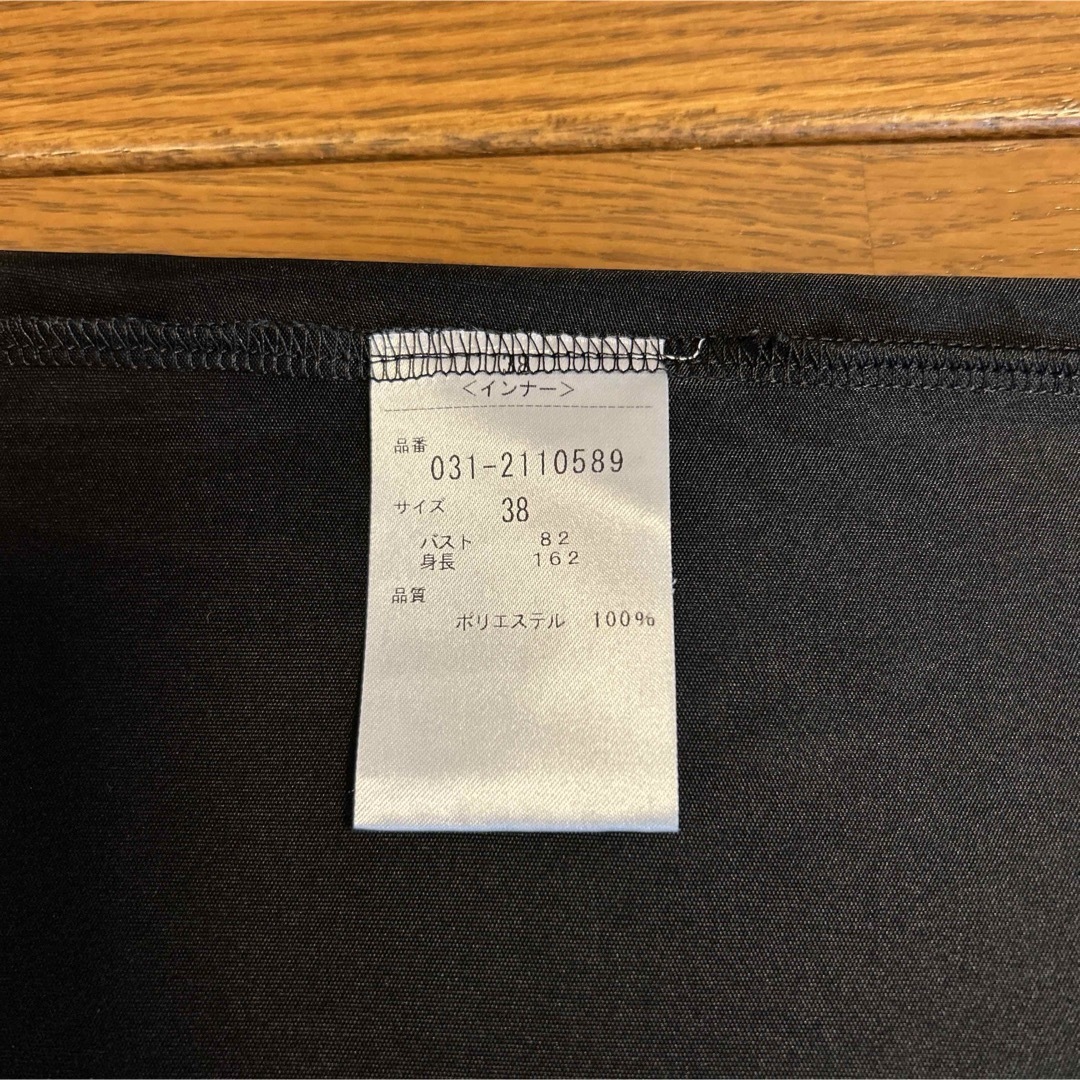 38
<インナー>
品番
031-2110589
サイズ 38
バスト 82
身長 162
品質
ポリエステル 100%